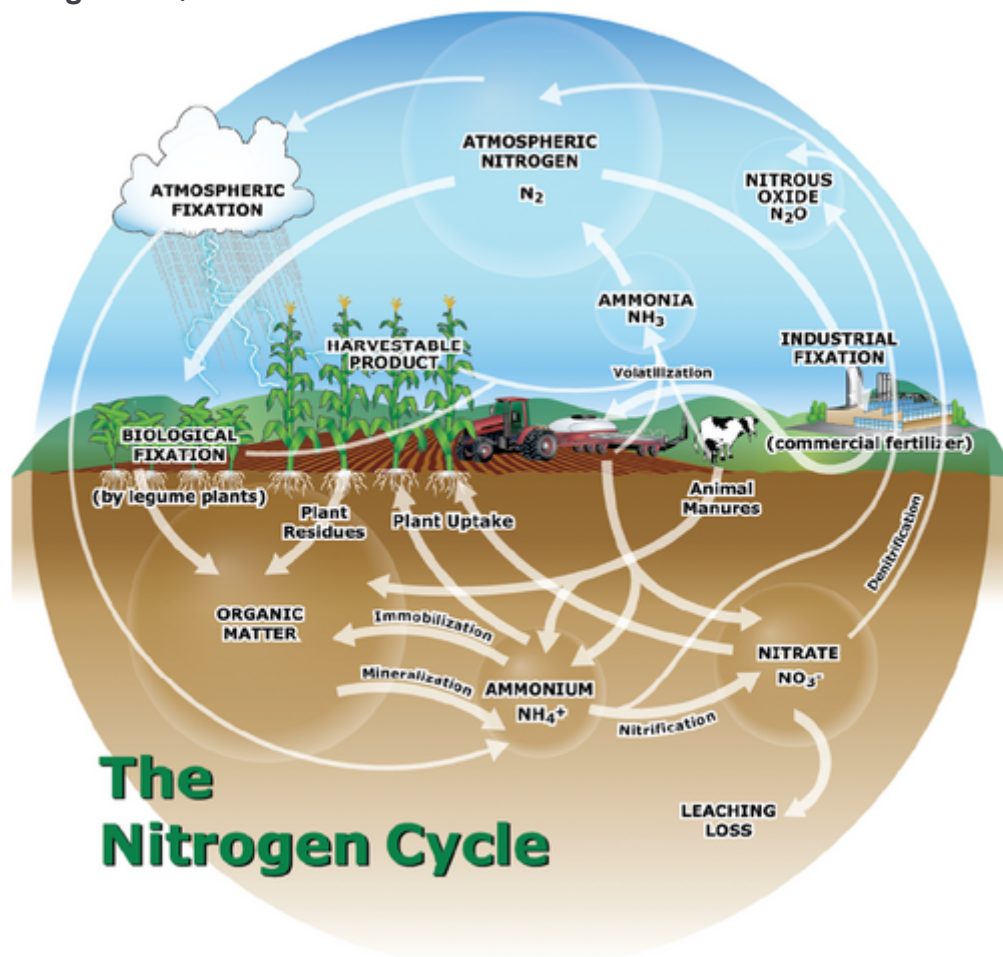 ATMOSPHERIC
NITROGEN
N₂
ATMOSPHERIC
FIXATION
NITROUS
OXIDE
N₂O
AMMONIA
NH₃
HARVESTABLE
PRODUCT
Volatilization
INDUSTRIAL
FIXATION
(commercial fertilizer)
BIOLOGICAL
FIXATION
(by legume plants)
Plant
Residues
Plant Uptake
Animal
Manures
Denitrification
ORGANIC
MATTER
Immobilization
Mineralization
AMMONIUM
NH₄⁺
Nitrification
NITRATE
NO₃⁻
LEACHING
LOSS
The
Nitrogen Cycle